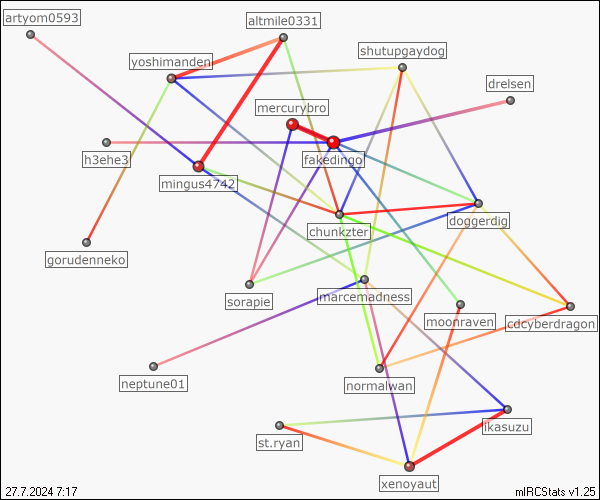 artyom0593
altmile0331
shutupgaydog
yoshimanden
drelsen
mercurybro
h3ehe3
fakedingo
mingus4742
doggerdig
chunkzter
gorudenneko
sorapie
marcemadness
moonraven
cdcyberdragon
neptune01
normalwan
ikasuzu
st.ryan
xenoyaut
27.7.2024 7:17
mIRCStats v1.25